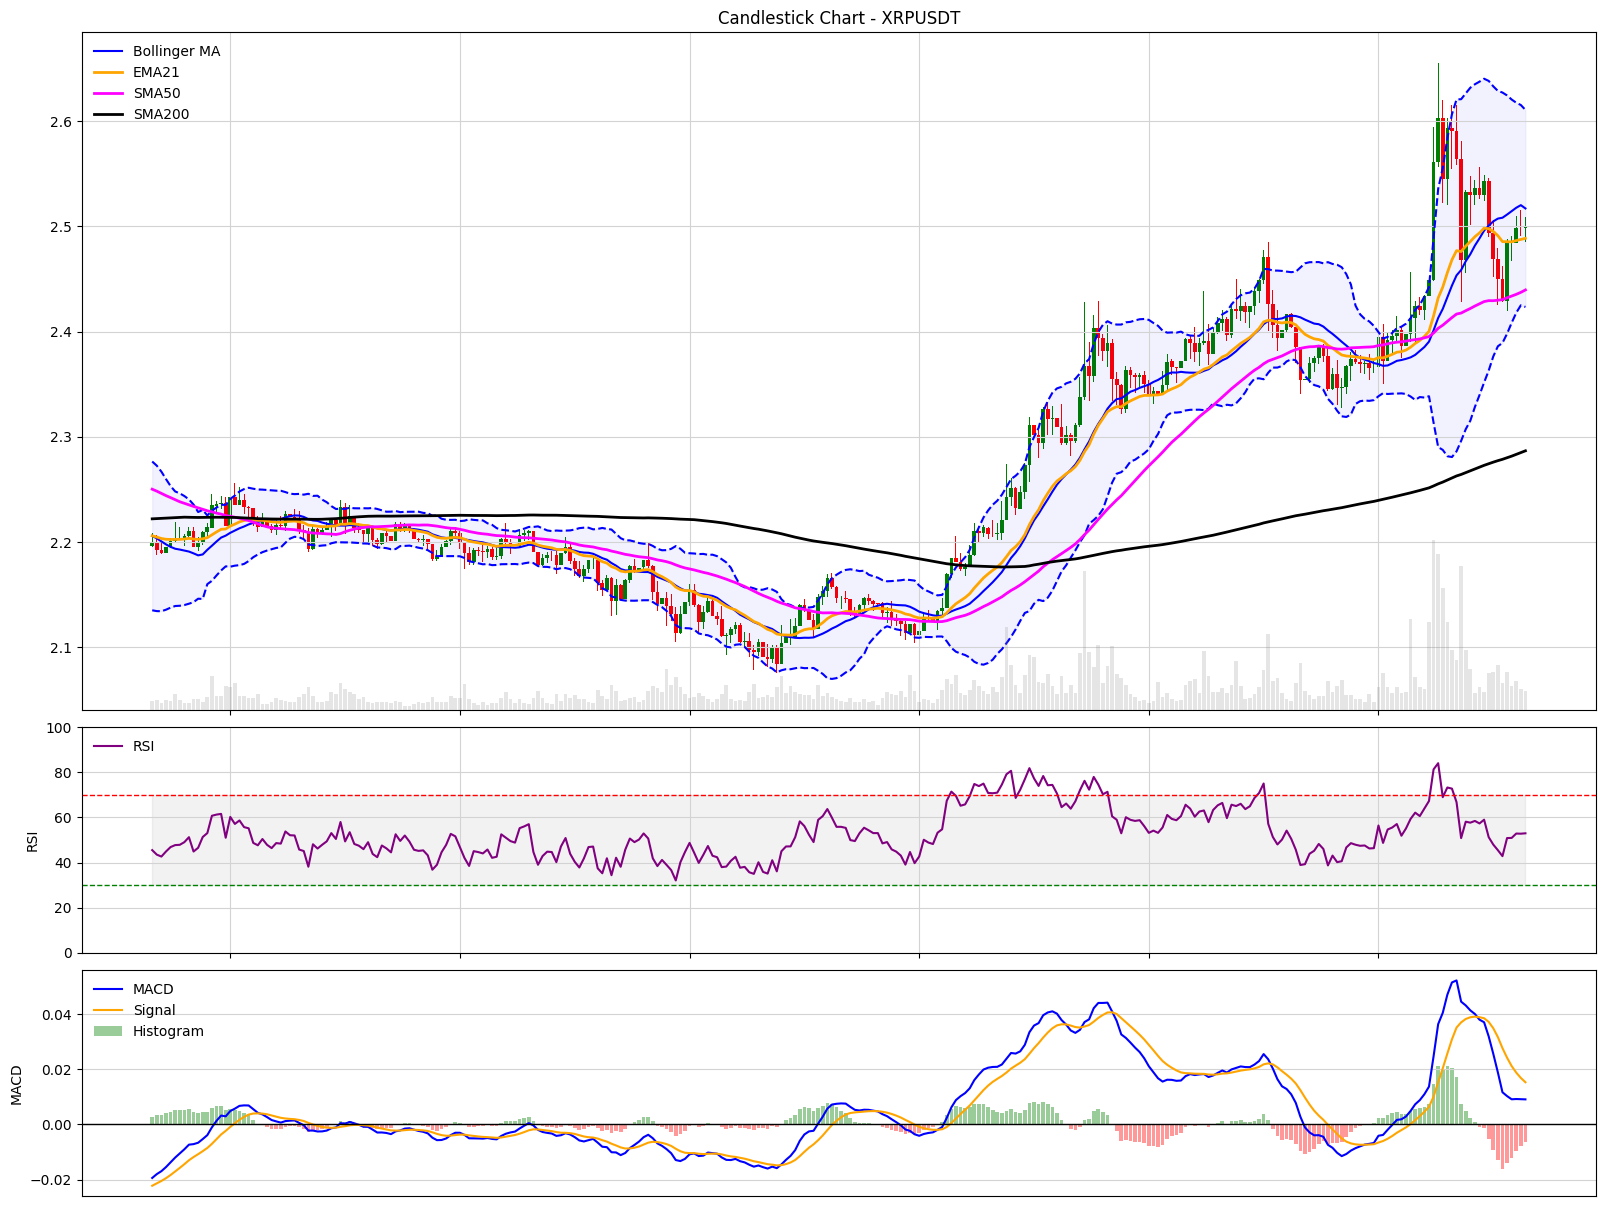 Candlestick Chart - XRPUSDT
Bollinger MA
EMA21
SMA50
SMA200
2.6
2.5
2.4
2.3
2.2
2.1
RSI
RSI
100
80
60
40
20
0
MACD
Signal
Histogram
MACD
0.04
0.02
0.00
−0.02